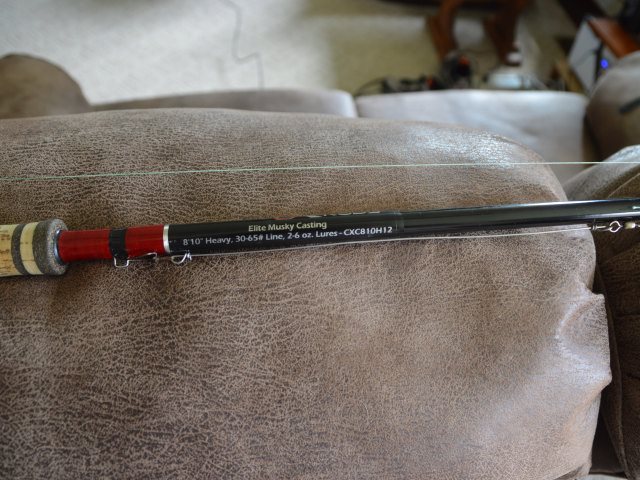 Elite Musky Casting
8'10" Heavy, 30-65# Line, 2-6 oz. Lures - CXC810H12